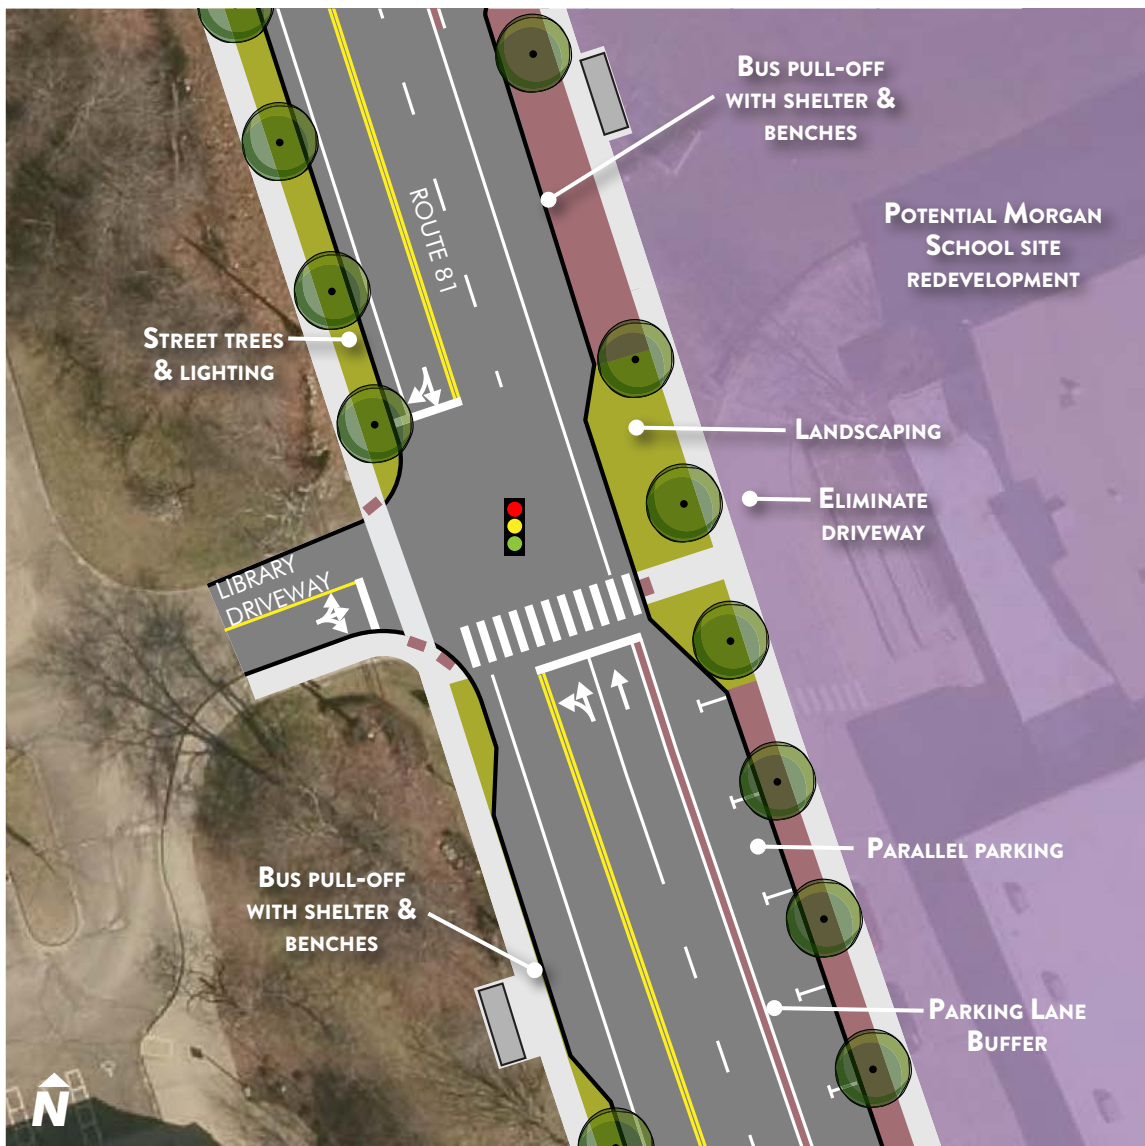 BUS PULL-OFF
WITH SHELTER &
BENCHES
POTENTIAL MORGAN
SCHOOL SITE
REDEVELOPMENT
ROUTE 81
STREET TREES
& LIGHTING
LANDSCAPING
ELIMINATE
DRIVEWAY
LIBRARY
DRIVEWAY
PARALLEL PARKING
BUS PULL-OFF
WITH SHELTER &
BENCHES
PARKING LANE
BUFFER
N